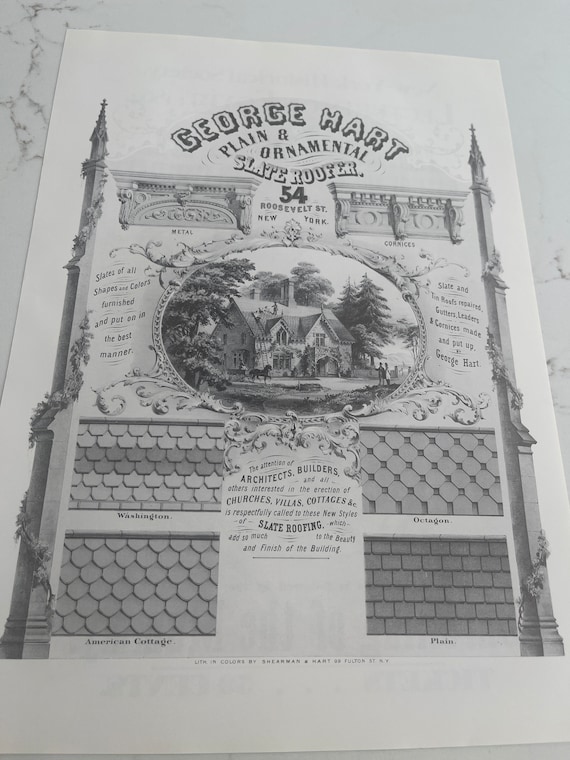 GEORGE HART
PLAIN &
ORNAMENTAL
SLATE ROOFER.
54
ROOSEVELT ST.
NEW YORK.
METAL
CORNICES
Slates of all
Shapes and Colors
furnished
and put on in
the best
manner.
Slate and
Tin Roofs repaired,
Gutters, Leaders
& Cornices made
and put up,
BY
George Hart.
The attention of
ARCHITECTS, BUILDERS,
and all
others interested in the erection of
CHURCHES, VILLAS, COTTAGES &c.
is respectfully called to these New Styles
of SLATE ROOFING. which
add so much to the Beauty
and Finish of the Building.
Washington.
Octagon.
American Cottage.
Plain.
LITH. IN COLORS BY SHEARMAN & HART 99 FULTON ST. N.Y.